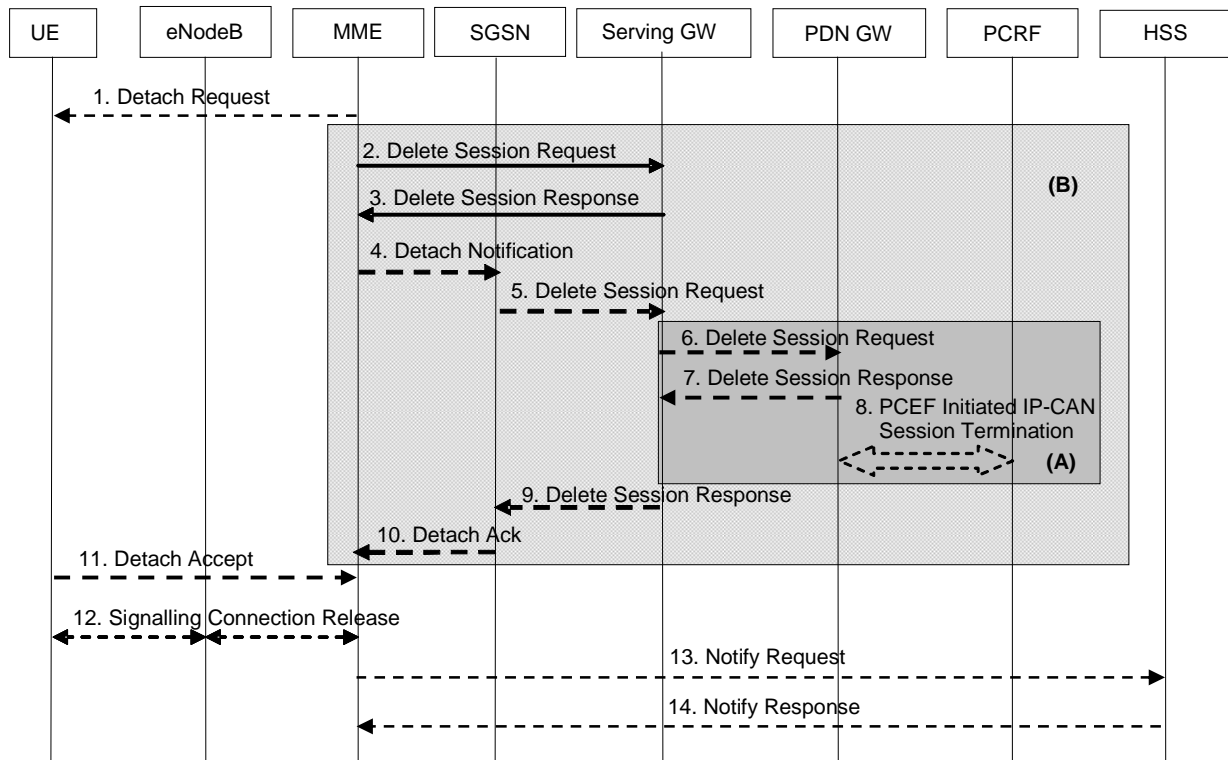 UE
eNodeB
MME
SGSN
Serving GW
PDN GW
PCRF
HSS
1. Detach Request
2. Delete Session Request
(B)
3. Delete Session Response
4. Detach Notification
5. Delete Session Request
6. Delete Session Request
7. Delete Session Response
8. PCEF Initiated IP-CAN
Session Termination
(A)
9. Delete Session Response
10. Detach Ack
11. Detach Accept
12. Signalling Connection Release
13. Notify Request
14. Notify Response